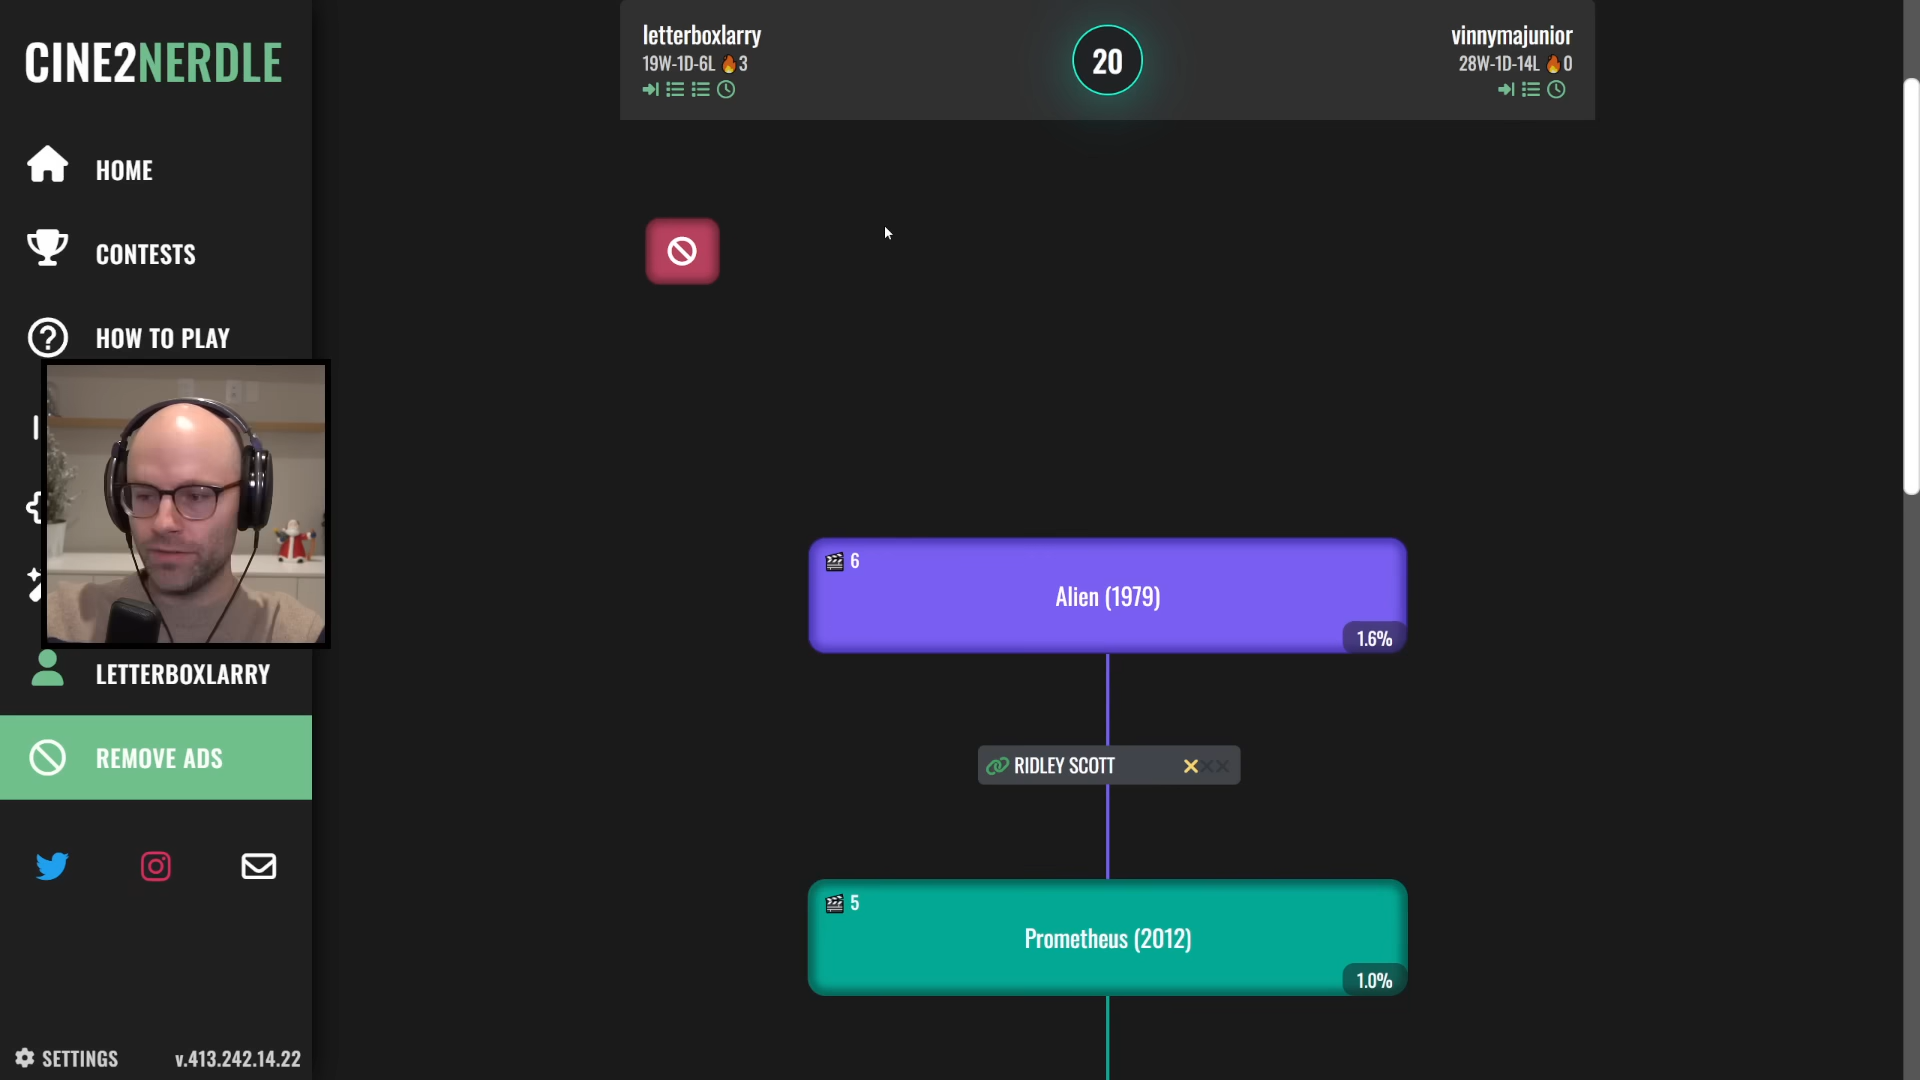 CINE2NERDLE
letterboxlarry
19W-1D-6L 🔥3
20
vinnymajunior
28W-1D-14L 🔥0
HOME
CONTESTS
HOW TO PLAY
LETTERBOXLARRY
REMOVE ADS
SETTINGS
v.413.242.14.22
6
Alien (1979)
1.6%
RIDLEY SCOTT
5
Prometheus (2012)
1.0%